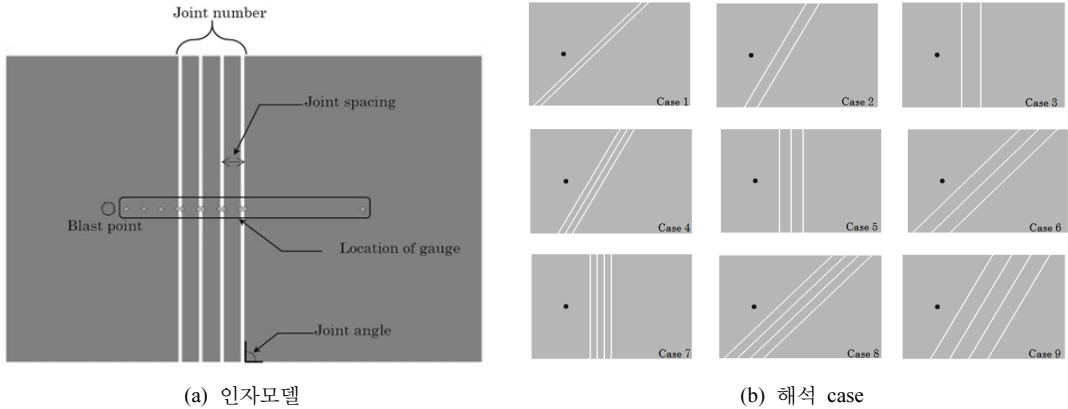 Joint number
Joint spacing
Blast point
Location of gauge
Joint angle
(a) 인자모델
Case 1
Case 2
Case 3
Case 4
Case 5
Case 6
Case 7
Case 8
Case 9
(b) 해석 case